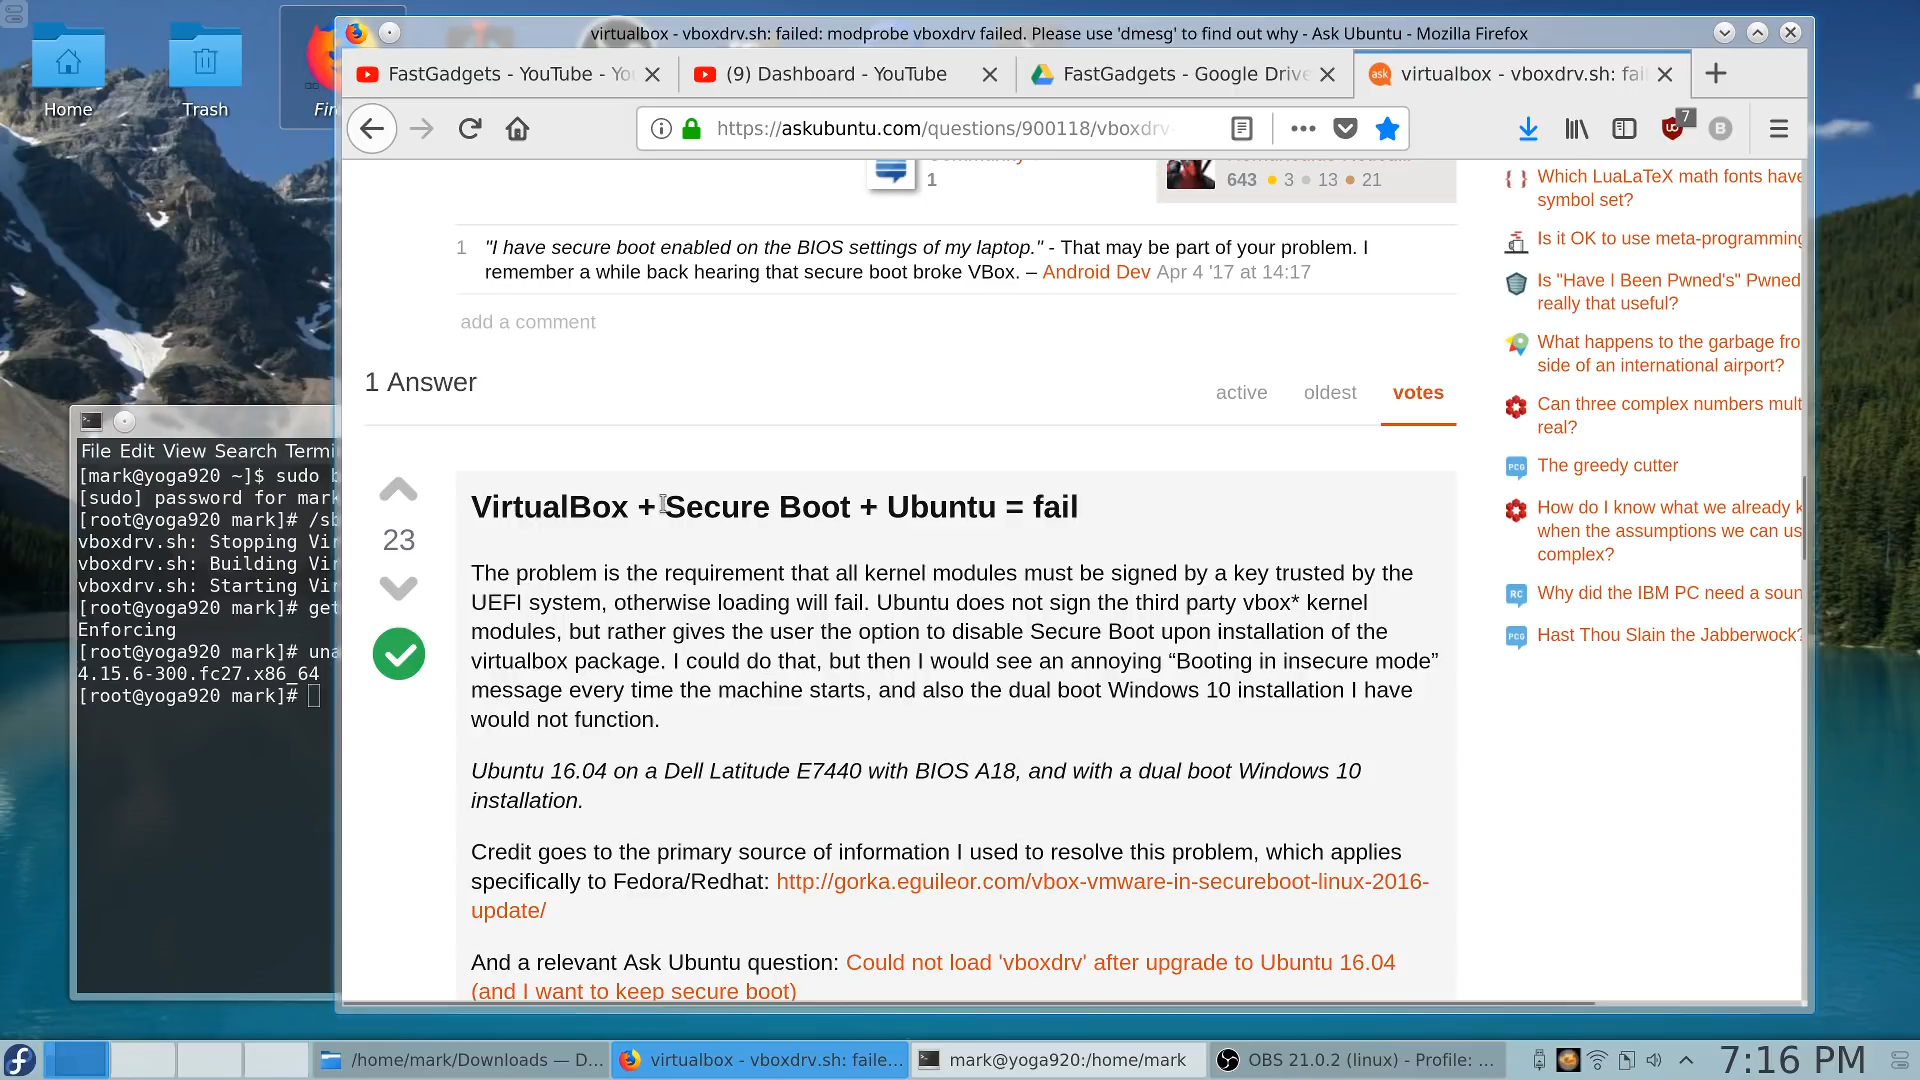 Home
Trash
Fir
virtualbox - vboxdrv.sh: failed: modprobe vboxdrv failed. Please use 'dmesg' to find out why - Ask Ubuntu - Mozilla Firefox
FastGadgets - YouTube - Yo
(9) Dashboard - YouTube
FastGadgets - Google Drive
ask
virtualbox - vboxdrv.sh: fai
https://askubuntu.com/questions/900118/vboxdrv-
7
B
1
643 3 13 21
1 "I have secure boot enabled on the BIOS settings of my laptop." - That may be part of your problem. I
remember a while back hearing that secure boot broke VBox. – Android Dev Apr 4 '17 at 14:17
add a comment
1 Answer
active oldest votes
23
VirtualBox + Secure Boot + Ubuntu = fail
The problem is the requirement that all kernel modules must be signed by a key trusted by the
UEFI system, otherwise loading will fail. Ubuntu does not sign the third party vbox* kernel
modules, but rather gives the user the option to disable Secure Boot upon installation of the
virtualbox package. I could do that, but then I would see an annoying “Booting in insecure mode”
message every time the machine starts, and also the dual boot Windows 10 installation I have
would not function.
Ubuntu 16.04 on a Dell Latitude E7440 with BIOS A18, and with a dual boot Windows 10
installation.
Credit goes to the primary source of information I used to resolve this problem, which applies
specifically to Fedora/Redhat: http://gorka.eguileor.com/vbox-vmware-in-secureboot-linux-2016-
update/
And a relevant Ask Ubuntu question: Could not load 'vboxdrv' after upgrade to Ubuntu 16.04
(and I want to keep secure boot)
Which LuaLaTeX math fonts have
symbol set?
Is it OK to use meta-programming
Is "Have I Been Pwned's" Pwned
really that useful?
What happens to the garbage fro
side of an international airport?
Can three complex numbers mult
real?
PCG The greedy cutter
How do I know what we already k
when the assumptions we can us
complex?
RC Why did the IBM PC need a soun
PCG Hast Thou Slain the Jabberwock?
File Edit View Search Termi
[mark@yoga920 ~]$ sudo b
[sudo] password for mark
[root@yoga920 mark]# /sb
vboxdrv.sh: Stopping Vir
vboxdrv.sh: Building Vir
vboxdrv.sh: Starting Vir
[root@yoga920 mark]# get
Enforcing
[root@yoga920 mark]# una
4.15.6-300.fc27.x86_64
[root@yoga920 mark]#
/home/mark/Downloads — D...
virtualbox - vboxdrv.sh: faile...
mark@yoga920:/home/mark
OBS 21.0.2 (linux) - Profile: ...
7:16 PM